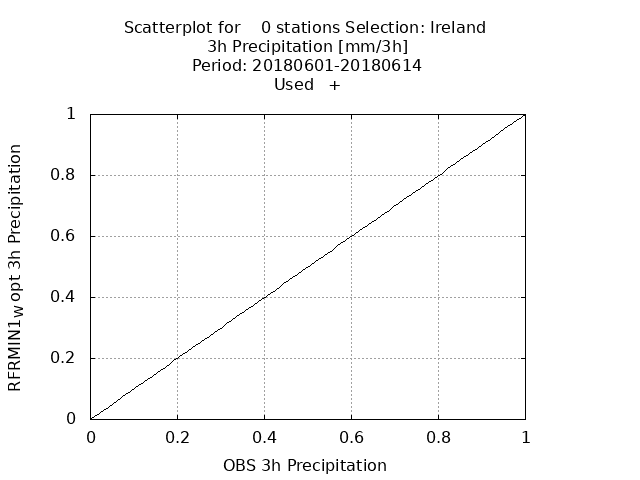 Scatterplot for    0 stations Selection: Ireland
3h Precipitation [mm/3h]
Period: 20180601-20180614
Used   +
1
0.8
0.6
0.4
0.2
0
RFRMIN1wopt 3h Precipitation
0 0.2 0.4 0.6 0.8 1
OBS 3h Precipitation